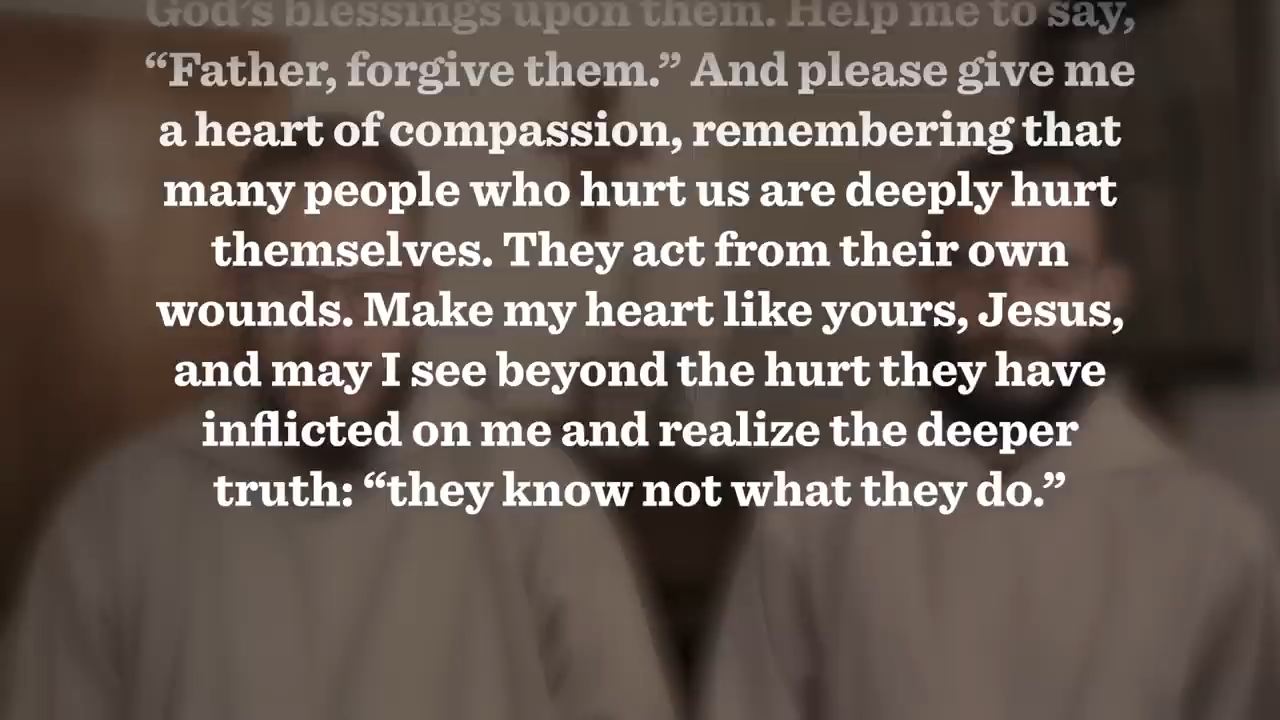 God’s blessings upon them. Help me to say,
“Father, forgive them.” And please give me
a heart of compassion, remembering that
many people who hurt us are deeply hurt
themselves. They act from their own
wounds. Make my heart like yours, Jesus,
and may I see beyond the hurt they have
inflicted on me and realize the deeper
truth: “they know not what they do.”